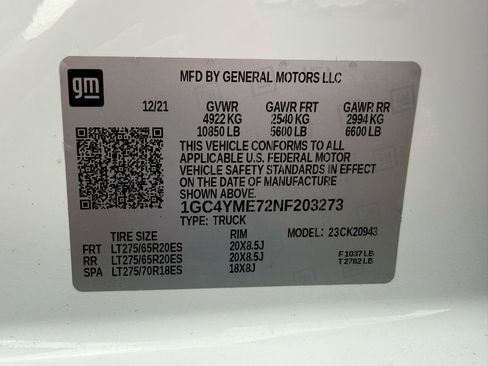 gm
MFD BY GENERAL MOTORS LLC
12/21 GVWR GAWR FRT GAWR RR
4922 KG 2540 KG 2994 KG
10850 LB 5600 LB 6600 LB
THIS VEHICLE CONFORMS TO ALL
APPLICABLE U.S. FEDERAL MOTOR
VEHICLE SAFETY STANDARDS IN EFFECT
ON THE DATE OF MANUFACTURE
SHOWN ABOVE.
1GC4YME72NF203273
TYPE: TRUCK
TIRE SIZE RIM MODEL: 23CK20943
FRT LT275/65R20ES 20X8.5J
RR LT275/65R20ES 20X8.5J F 1037 LB
SPA LT275/70R18ES 18X8J T 2782 LB